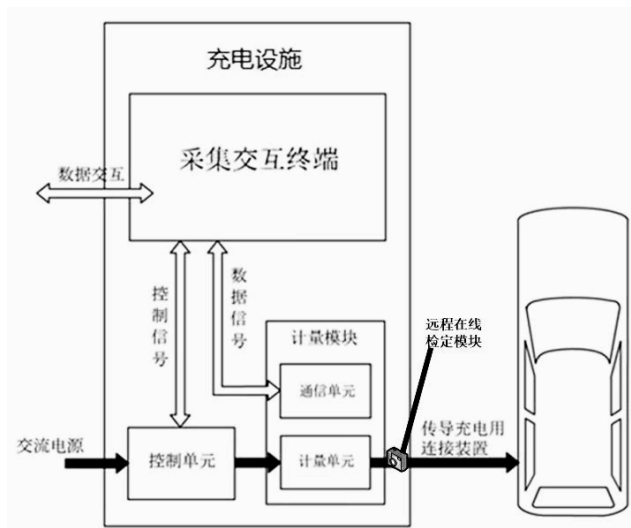 充电设施
采集交互终端
数据交互
控制信号
数据信号
计量模块
远程在线
检定模块
通信单元
交流电源
控制单元
计量单元
传导充电用
连接装置